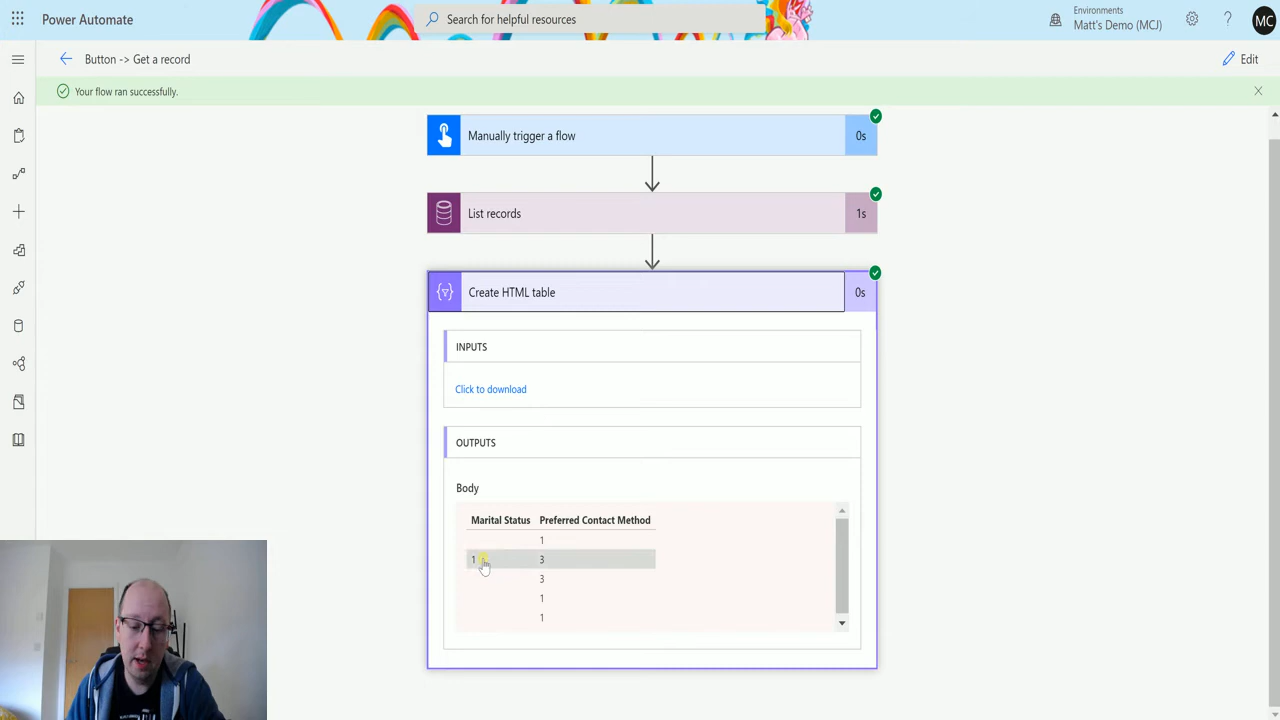 Power Automate
Search for helpful resources
Environments
Matt's Demo (MCJ)
MC
Button -> Get a record
Edit
Your flow ran successfully.
Manually trigger a flow
0s
List records
1s
Create HTML table
0s
INPUTS
Click to download
OUTPUTS
Body
Marital Status Preferred Contact Method
1
1 3
3
1
1